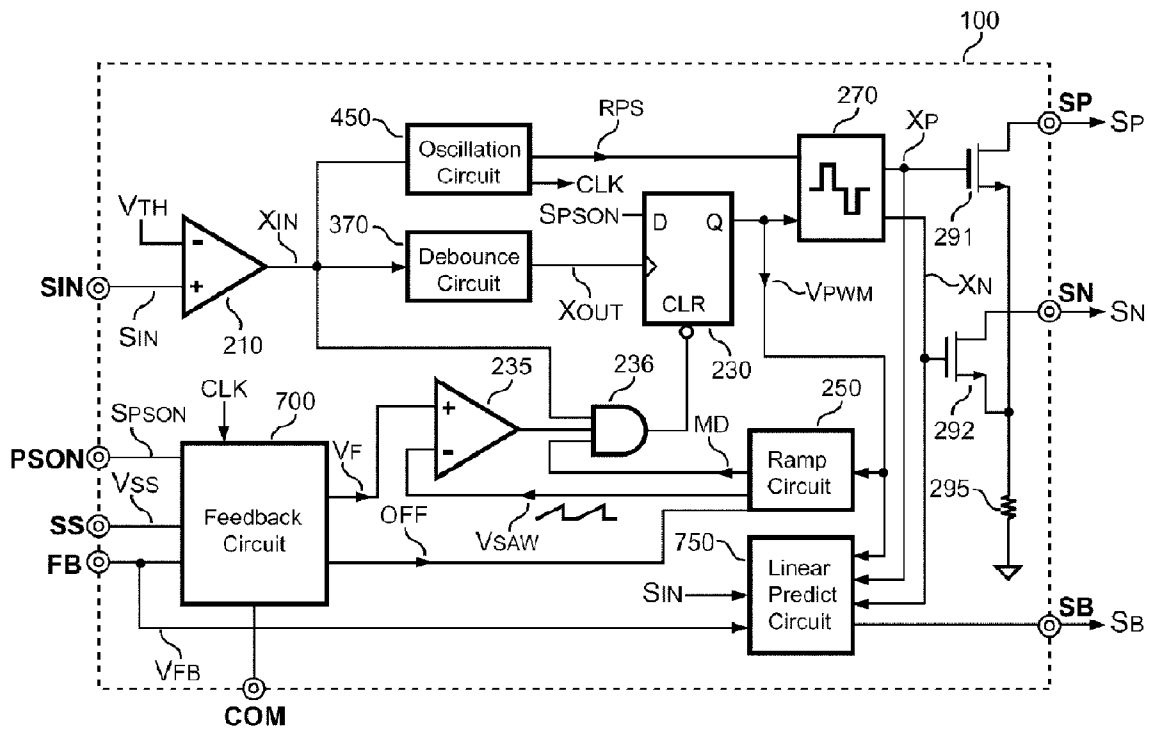 100
450
RPS
270
XP
SP
SP
Oscillation
Circuit
CLK
VTH
XIN
370
SPSON
D
Q
291
Debounce
Circuit
SIN
SIN
XOUT
CLR
VPWM
XN
SN
SN
210
230
235
236
CLK
SPSON
700
250
292
PSON
VF
MD
VSS
Ramp
Circuit
SS
Feedback
Circuit
OFF
VSAW
295
FB
750
Linear
Predict
Circuit
SIN
SB
SB
VFB
COM
+
-
+
-